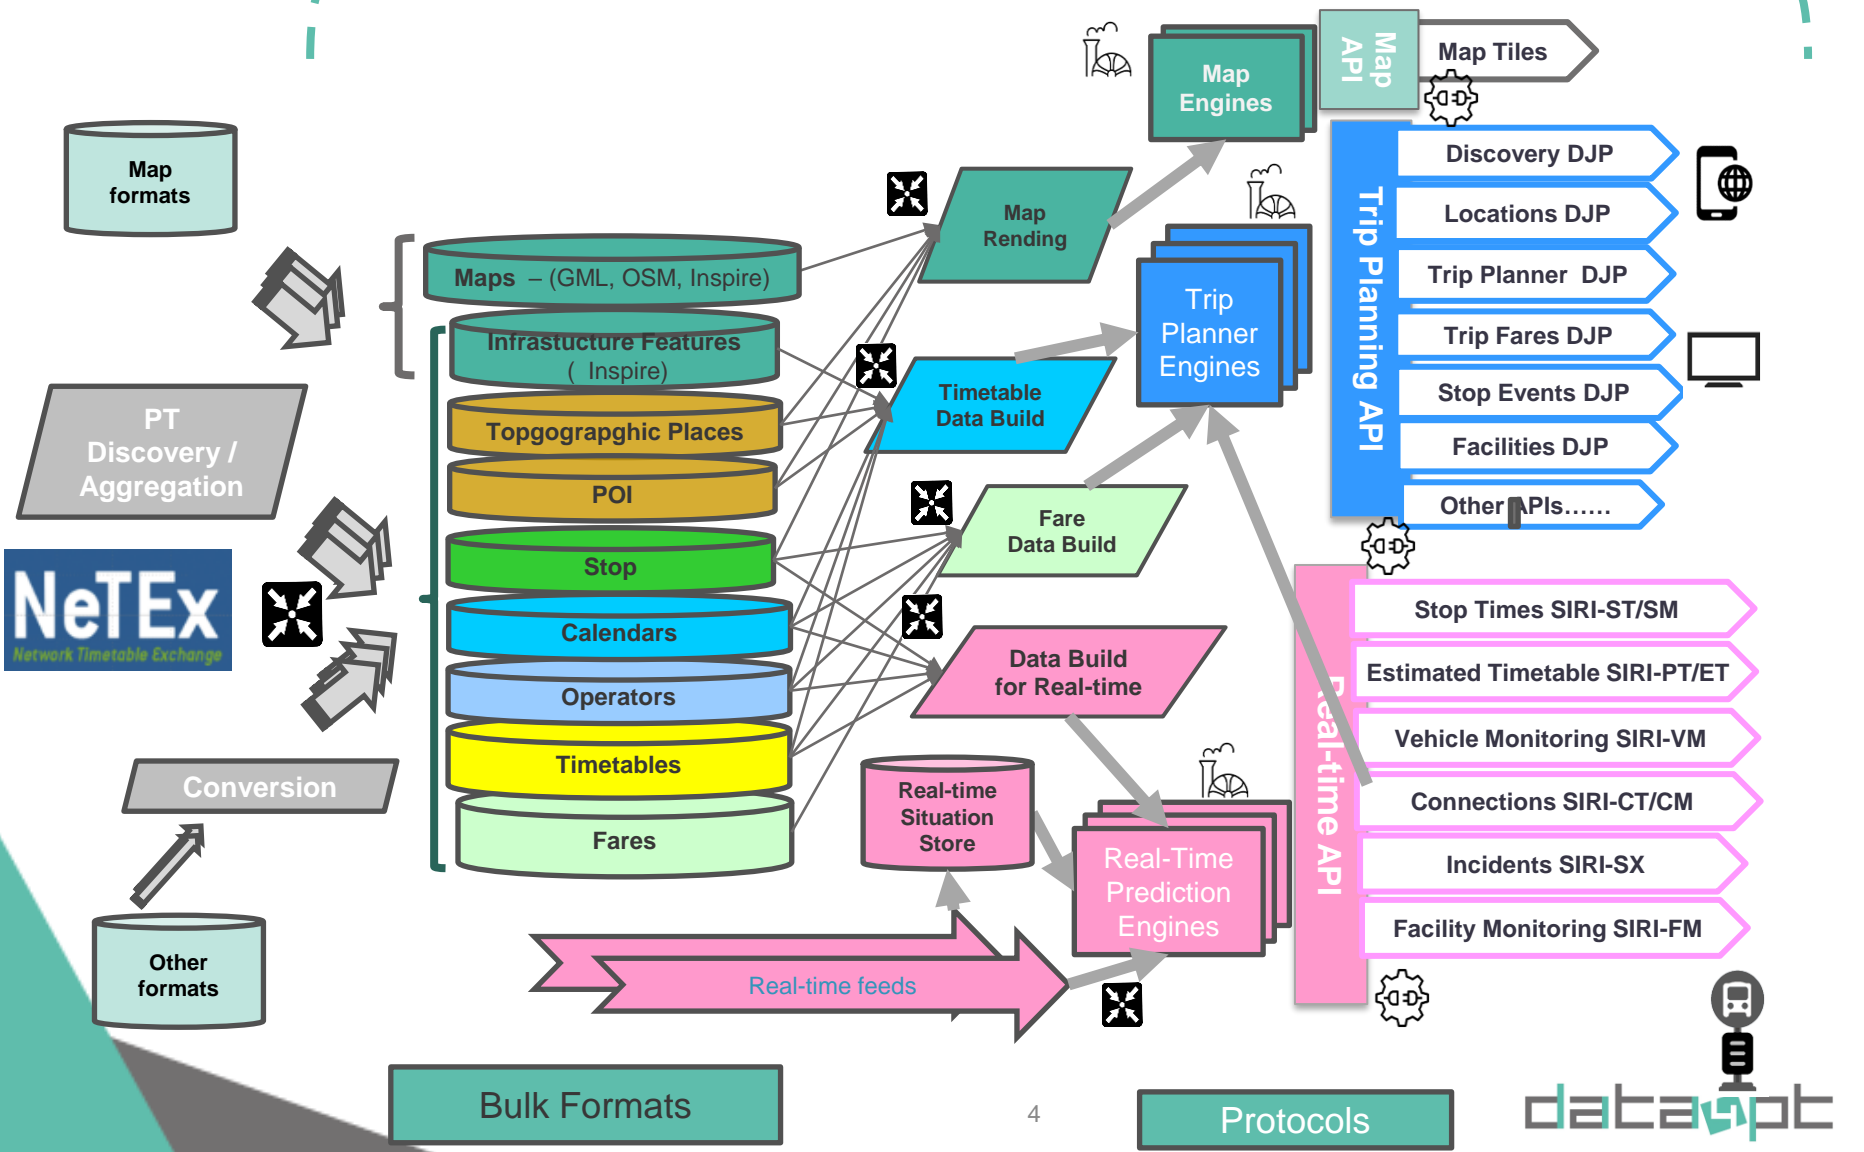 Map
formats
PT
Discovery /
Aggregation
NeTEx
Network Timetable Exchange
Conversion
Other
formats
Maps – (GML, OSM, Inspire)
Infrastucture Features
( Inspire)
Topgograpghic Places
POI
Stop
Calendars
Operators
Timetables
Fares
Map
Rending
Timetable
Data Build
Fare
Data Build
Data Build
for Real-time
Real-time
Situation
Store
Real-time feeds
Map
Engines
Trip
Planner
Engines
Real-Time
Prediction
Engines
Map
API
Map Tiles
Trip Planning API
Discovery DJP
Locations DJP
Trip Planner DJP
Trip Fares DJP
Stop Events DJP
Facilities DJP
Other APIs......
Real-time API
Stop Times SIRI-ST/SM
Estimated Timetable SIRI-PT/ET
Vehicle Monitoring SIRI-VM
Connections SIRI-CT/CM
Incidents SIRI-SX
Facility Monitoring SIRI-FM
Bulk Formats
4
Protocols
data4pt